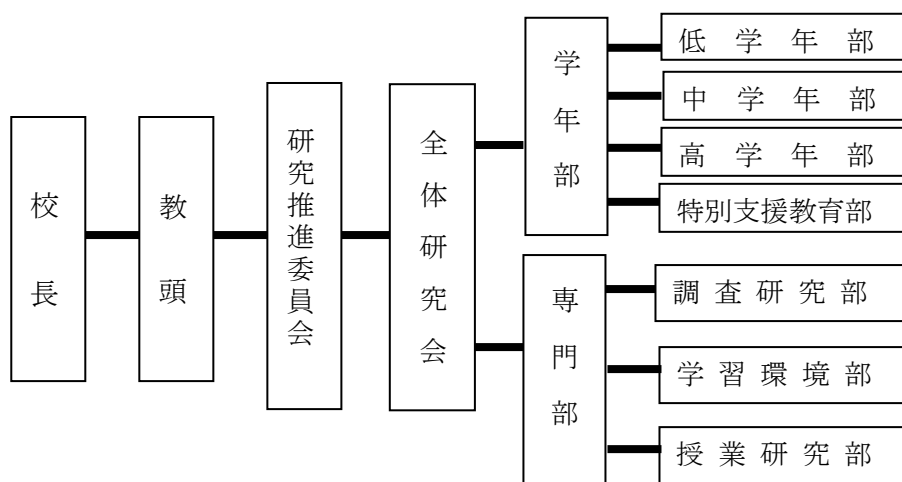 校長
教頭
研究推進委員会
全体研究会
学年部
低学年部
中学年部
高学年部
特別支援教育部
専門部
調査研究部
学習環境部
授業研究部